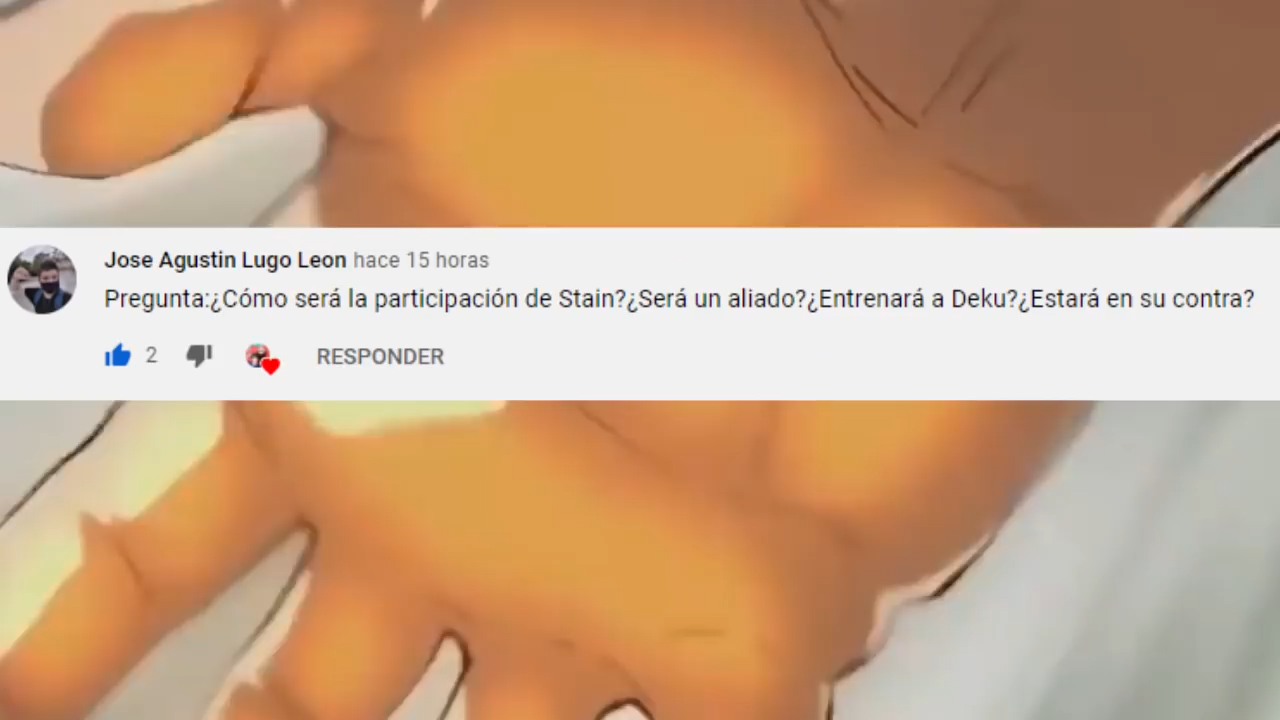 Jose Agustin Lugo Leon hace 15 horas
Pregunta:¿Cómo será la participación de Stain?¿Será un aliado?¿Entrenará a Deku?¿Estará en su contra?
2 RESPONDER